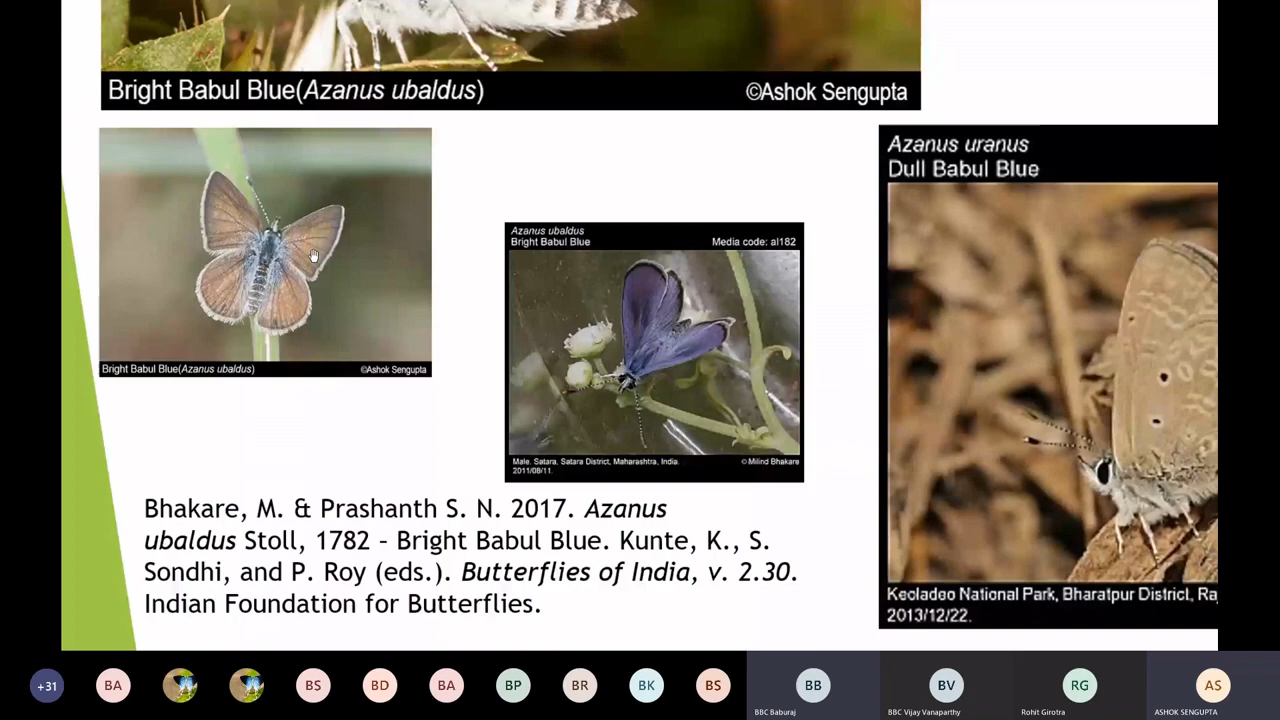 Bright Babul Blue(Azanus ubaldus)
©Ashok Sengupta
Azanus uranus
Dull Babul Blue
Azanus ubaldus
Bright Babul Blue
Media code: al182
Bright Babul Blue(Azanus ubaldus)
©Ashok Sengupta
Male. Satara, Satara District, Maharashtra, India.
2011/08/11.
© Milind Bhakare
Bhakare, M. & Prashanth S. N. 2017. Azanus
ubaldus Stoll, 1782 – Bright Babul Blue. Kunte, K., S.
Sondhi, and P. Roy (eds.). Butterflies of India, v. 2.30.
Indian Foundation for Butterflies.
Keoladeo National Park, Bharatpur District, Ra
2013/12/22.
+31
BA
BS
BD
BA
BP
BR
BK
BS
BB
BV
RG
AS
BBC Baburaj
BBC Vijay Vanaparthy
Rohit Girotra
ASHOK SENGUPTA